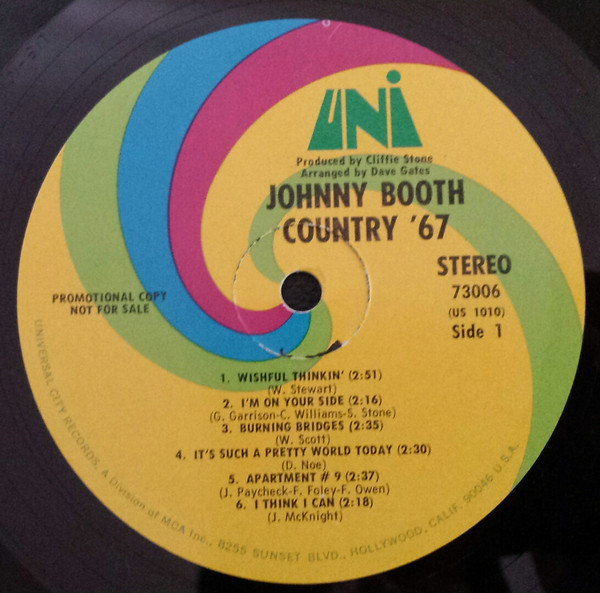 UNI
Produced by Cliffie Stone
Arranged by Dave Gates
JOHNNY BOOTH
COUNTRY '67
STEREO
73006
(US 1010)
Side 1
PROMOTIONAL COPY
NOT FOR SALE
1. WISHFUL THINKIN' (2:51)
(W. Stewart)
2. I'M ON YOUR SIDE (2:16)
(G. Garrison-C. Williams-S. Stone)
3. BURNING BRIDGES (2:35)
(W. Scott)
4. IT'S SUCH A PRETTY WORLD TODAY (2:30)
(D. Noe)
5. APARTMENT # 9 (2:37)
(J. Paycheck-F. Foley-F. Owen)
6. I THINK I CAN (2:18)
(J. McKnight)
UNIVERSAL CITY RECORDS, A Division of MCA Inc., 8255 SUNSET BLVD., HOLLYWOOD, CALIF. 90046 U.S.A.